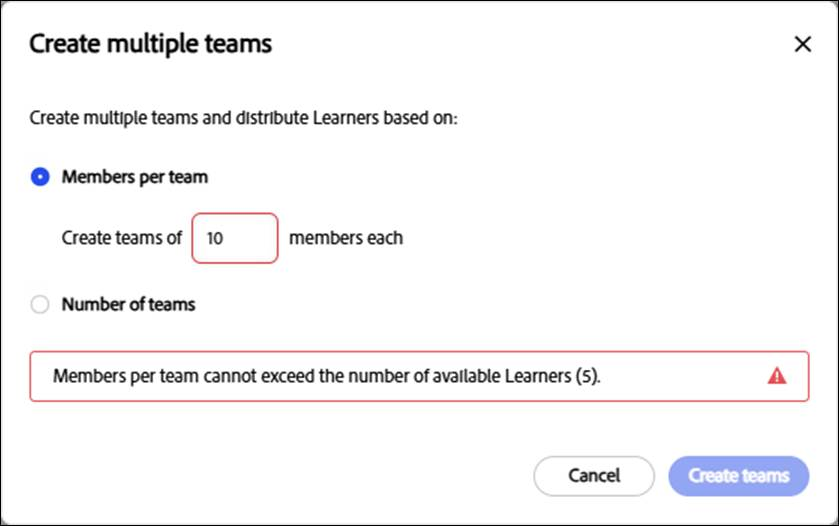 Create multiple teams
Create multiple teams and distribute Learners based on:
Members per team
Create teams of 10 members each
Number of teams
Members per team cannot exceed the number of available Learners (5).
Cancel Create teams